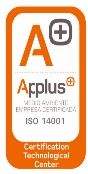 A+
Applus+
MEDIO AMBIENTE
EMPRESA CERTIFICADA
ISO 14001
Certification
Technological
Center